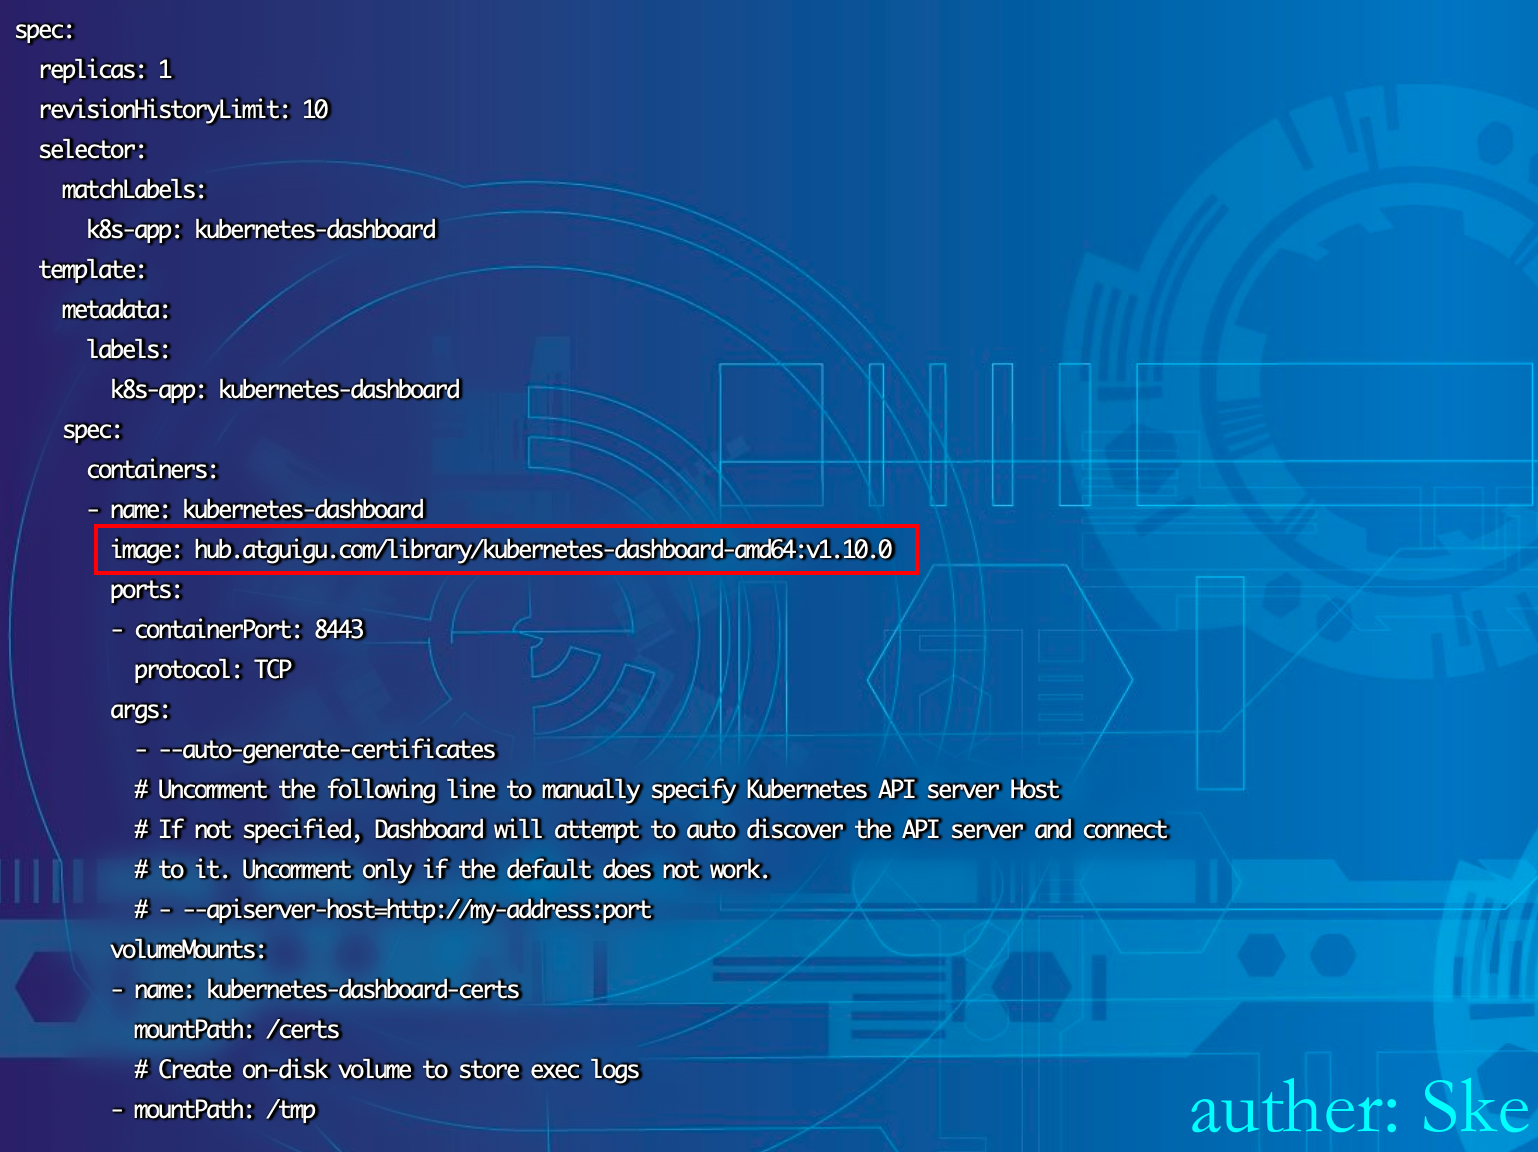 spec:
  replicas: 1
  revisionHistoryLimit: 10
  selector:
    matchLabels:
      k8s-app: kubernetes-dashboard
  template:
    metadata:
      labels:
        k8s-app: kubernetes-dashboard
    spec:
      containers:
      - name: kubernetes-dashboard
        image: hub.atguigu.com/library/kubernetes-dashboard-amd64:v1.10.0
        ports:
        - containerPort: 8443
          protocol: TCP
        args:
          - --auto-generate-certificates
          # Uncomment the following line to manually specify Kubernetes API server Host
          # If not specified, Dashboard will attempt to auto discover the API server and connect
          # to it. Uncomment only if the default does not work.
          # - --apiserver-host=http://my-address:port
        volumeMounts:
        - name: kubernetes-dashboard-certs
          mountPath: /certs
          # Create on-disk volume to store exec logs
        - mountPath: /tmp
auther: Ske